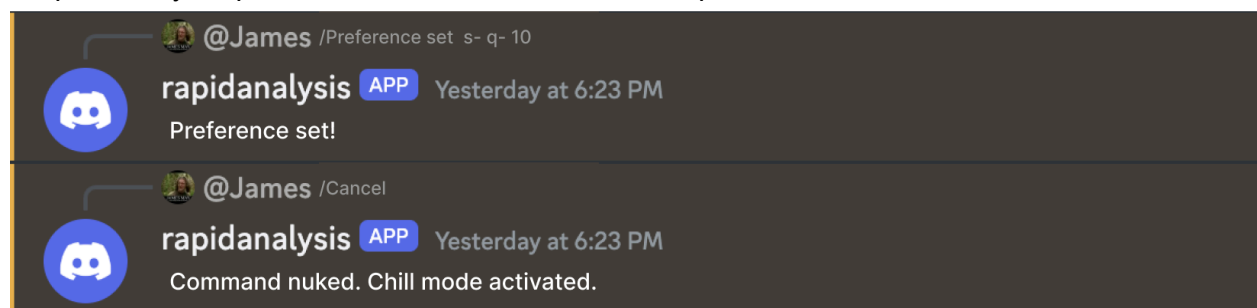 @James /Preference set s- q- 10
rapidanalysis APP Yesterday at 6:23 PM
Preference set!
@James /Cancel
rapidanalysis APP Yesterday at 6:23 PM
Command nuked. Chill mode activated.